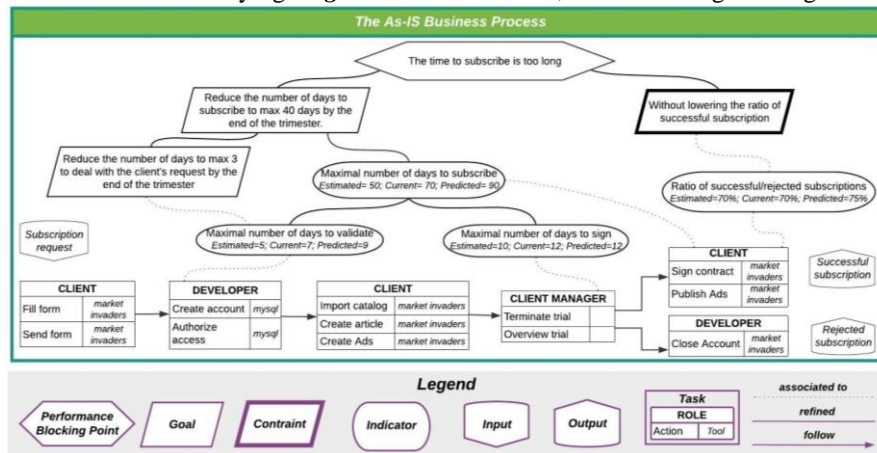 The As-IS Business Process
The time to subscribe is too long
Reduce the number of days to
subscribe to max 40 days by the
end of the trimester.
Without lowering the ratio of
successful subscription
Reduce the number of days to max 3
to deal with the client's request by the
end of the trimester
Maximal number of days to subscribe
Estimated= 50; Current= 70; Predicted= 90
Ratio of successful/rejected subscriptions
Estimated=70%; Current=70%; Predicted=75%
Subscription
request
Maximal number of days to validate
Estimated=5; Current=7; Predicted=9
Maximal number of days to sign
Estimated=10; Current=12; Predicted=12
CLIENT
Fill form market
invaders
Send form market
invaders
DEVELOPER
Create account mysql
Authorize
access mysql
CLIENT
Import catalog market invaders
Create article market invaders
Create Ads market invaders
CLIENT MANAGER
Terminate trial
Overview trial
CLIENT
Sign contract market
invaders
Publish Ads market
invaders
DEVELOPER
Close Account market
invaders
Successful
subscription
Rejected
subscription
Legend
Performance
Blocking Point
Goal
Contraint
Indicator
Input
Output
Task
ROLE
Action Tool
associated to
refined
follow